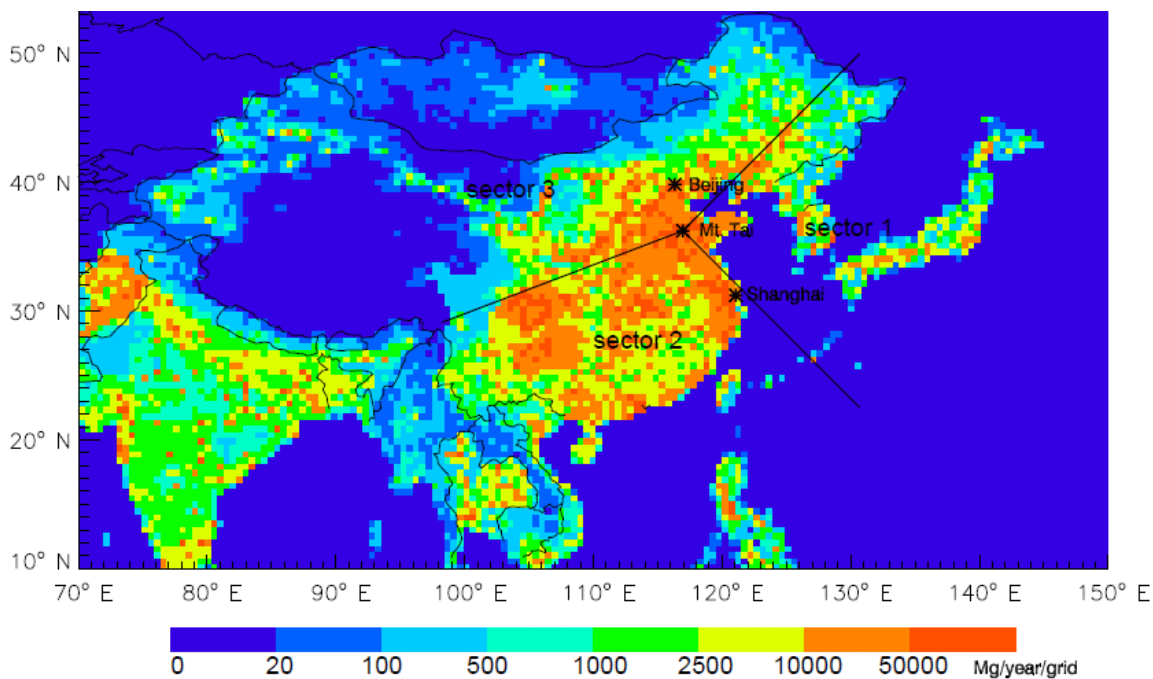 50° N
40° N
30° N
20° N
10° N
sector 3
Beijing
Mt. Tai
sector 1
Shanghai
sector 2
70° E 80° E 90° E 100° E 110° E 120° E 130° E 140° E 150° E
0 20 100 500 1000 2500 10000 50000 Mg/year/grid